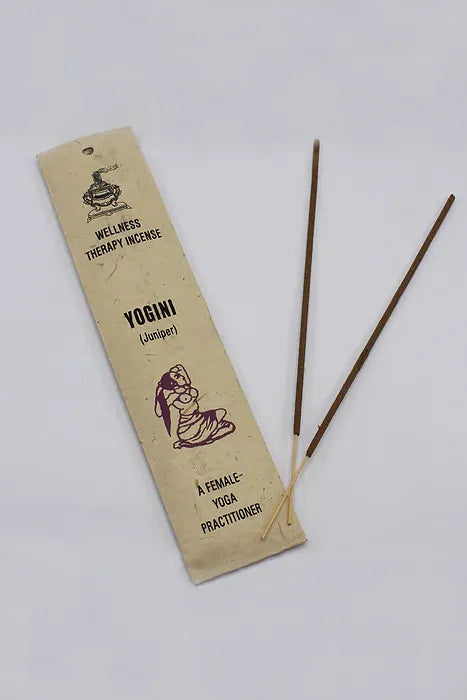 WELLNESS
THERAPY INCENSE
YOGINI
(Juniper)
A FEMALE-
YOGA
PRACTITIONER